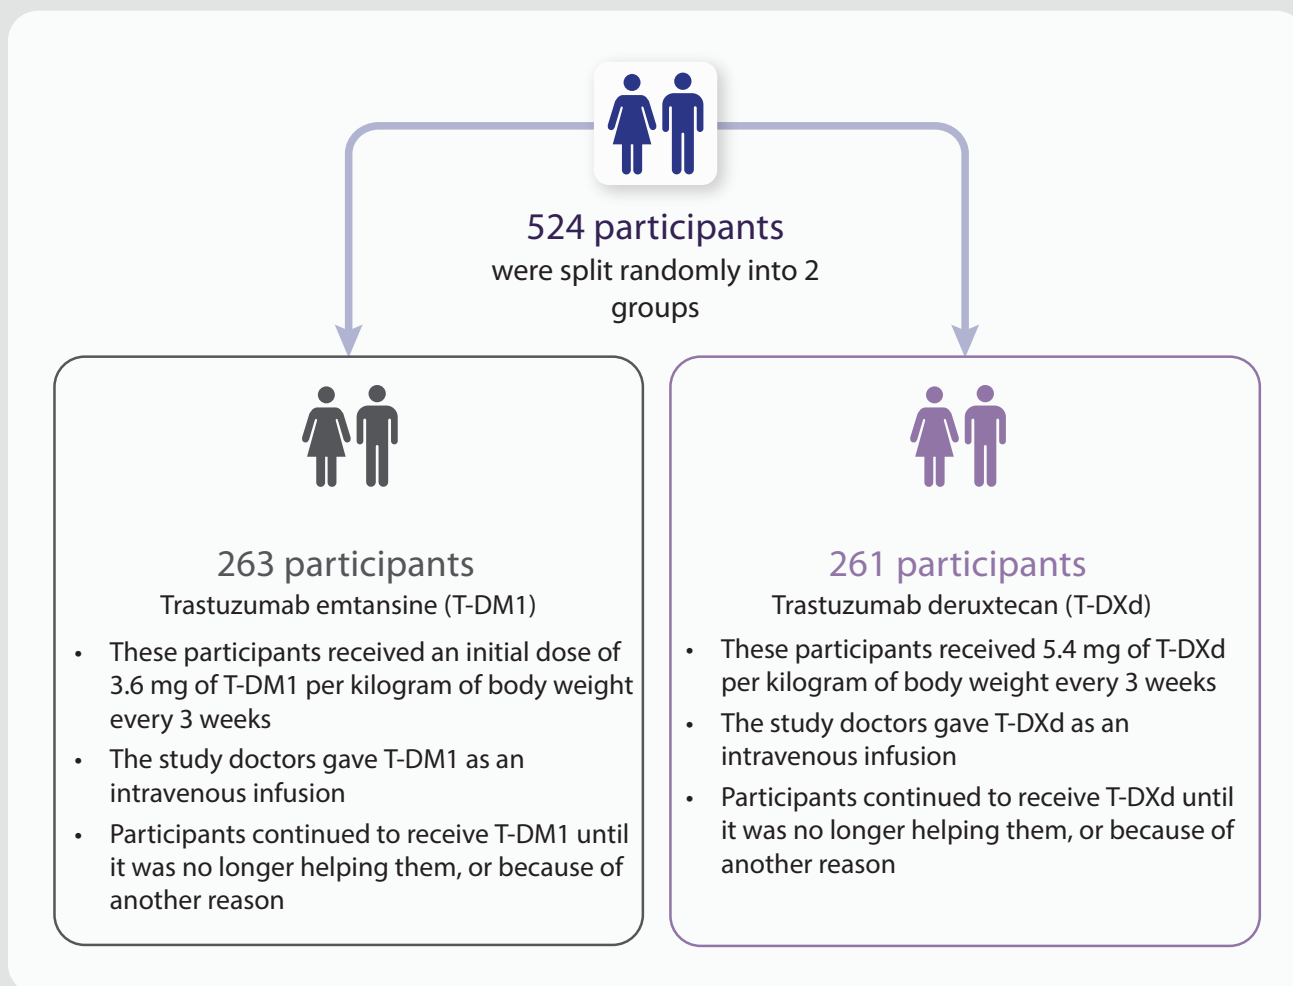 524 participants
were split randomly into 2
groups
263 participants
Trastuzumab emtansine (T-DM1)
• These participants received an initial dose of
3.6 mg of T-DM1 per kilogram of body weight
every 3 weeks
• The study doctors gave T-DM1 as an
intravenous infusion
• Participants continued to receive T-DM1 until
it was no longer helping them, or because of
another reason
261 participants
Trastuzumab deruxtecan (T-DXd)
• These participants received 5.4 mg of T-DXd
per kilogram of body weight every 3 weeks
• The study doctors gave T-DXd as an
intravenous infusion
• Participants continued to receive T-DXd until
it was no longer helping them, or because of
another reason